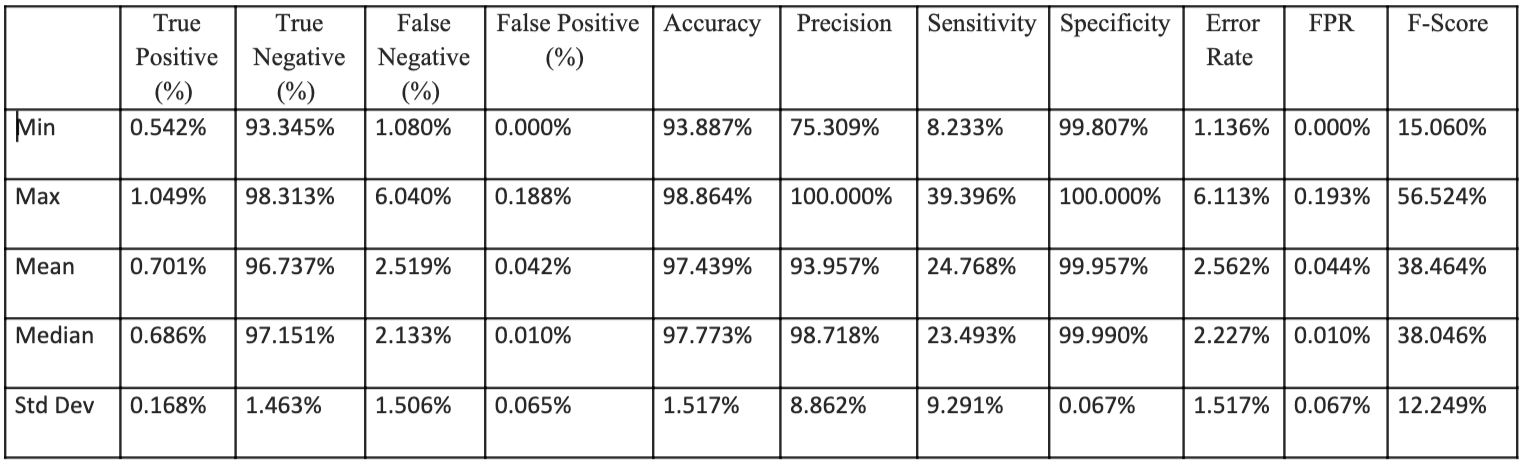 True Positive (%) True Negative (%) False Negative (%) False Positive (%) Accuracy Precision Sensitivity Specificity Error Rate FPR F-Score
Min 0.542% 93.345% 1.080% 0.000% 93.887% 75.309% 8.233% 99.807% 1.136% 0.000% 15.060%
Max 1.049% 98.313% 6.040% 0.188% 98.864% 100.000% 39.396% 100.000% 6.113% 0.193% 56.524%
Mean 0.701% 96.737% 2.519% 0.042% 97.439% 93.957% 24.768% 99.957% 2.562% 0.044% 38.464%
Median 0.686% 97.151% 2.133% 0.010% 97.773% 98.718% 23.493% 99.990% 2.227% 0.010% 38.046%
Std Dev 0.168% 1.463% 1.506% 0.065% 1.517% 8.862% 9.291% 0.067% 1.517% 0.067% 12.249%